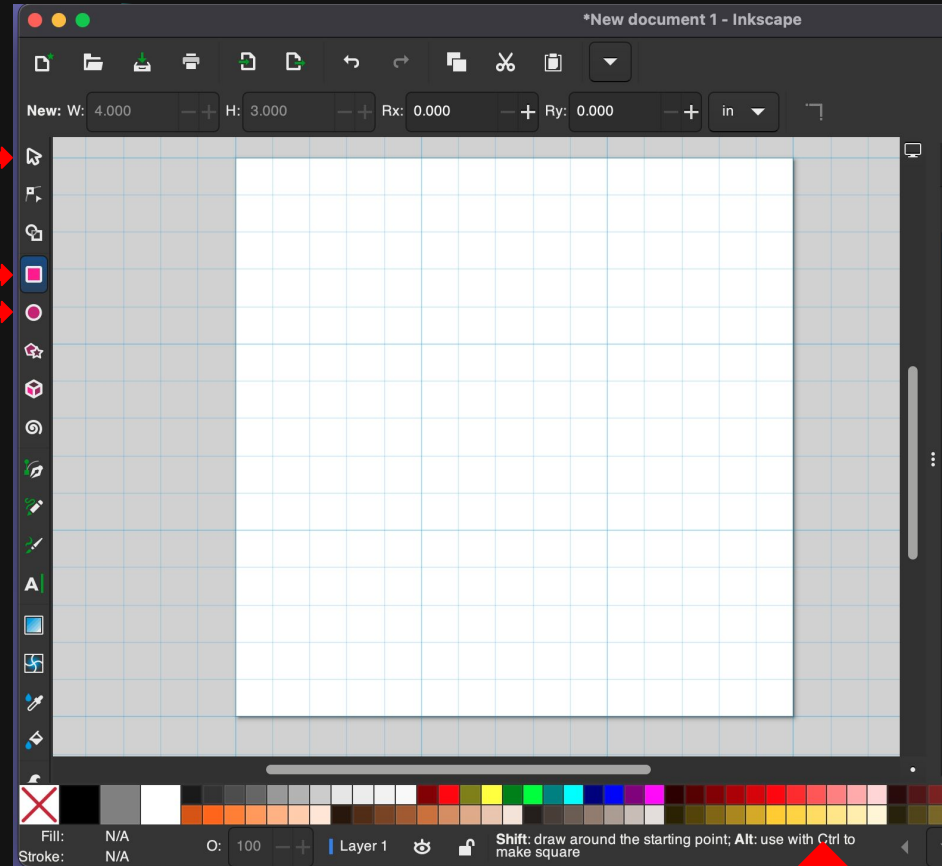 *New document 1 - Inkscape
New: W: 4.000 H: 3.000 Rx: 0.000 Ry: 0.000 in
A
Fill: N/A
Stroke: N/A
O: 100
Layer 1
Shift: draw around the starting point; Alt: use with Ctrl to
make square